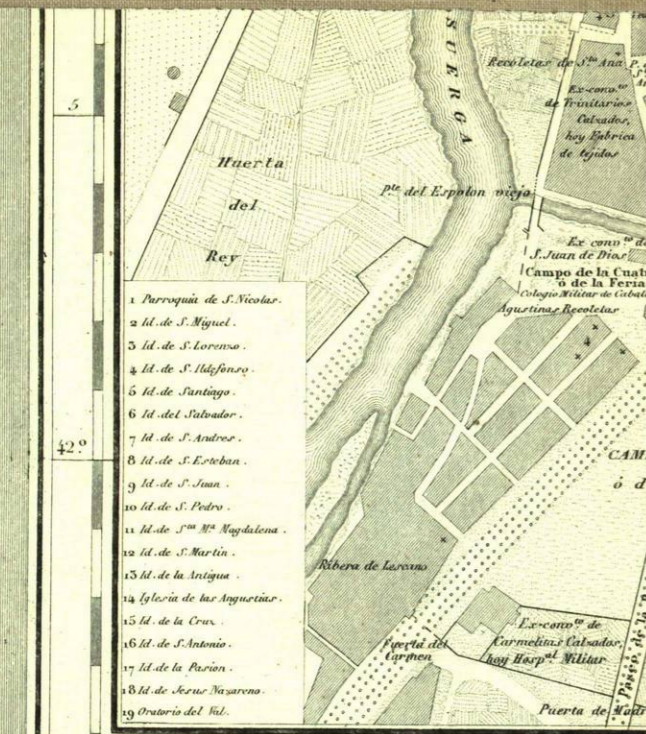 Recoletas de S.ta Ana
Ex-conv.to
de Trinitarios
Calzados,
hoy Fabrica
de tejidos
SUERGA
5
Huerta
del
Rey
P.te del Espolon viejo
Ex conv.to de
S. Juan de Dios
Campo de la
ó de la Feria
Colegio Militar de
Agustinas Recoletas
4
1 Parroquia de S. Nicolas.
2 Id. de S. Miguel.
3 Id. de S. Lorenzo.
4 Id. de S. Ildefonso.
5 Id. de Santiago.
6 Id. del Salvador.
7 Id. de S. Andres.
8 Id. de S. Esteban.
9 Id. de S. Juan.
10 Id. de S. Pedro.
11 Id. de S.ta M.a Magdalena.
12 Id. de S. Martin.
13 Id. de la Antigua.
14 Iglesia de las Angustias.
15 Id. de la Cruz.
16 Id. de S. Antonio.
17 Id. de la Pasion.
18 Id. de Jesus Nazareno.
19 Oratorio del Val.
42.º
CAM
ó d
Ribera de Lescano
Puerta del
Carmen
Ex-conv.to de
Carmelitas Calzados,
hoy Hosp.al Militar
Paseo de la
Puerta de Madr